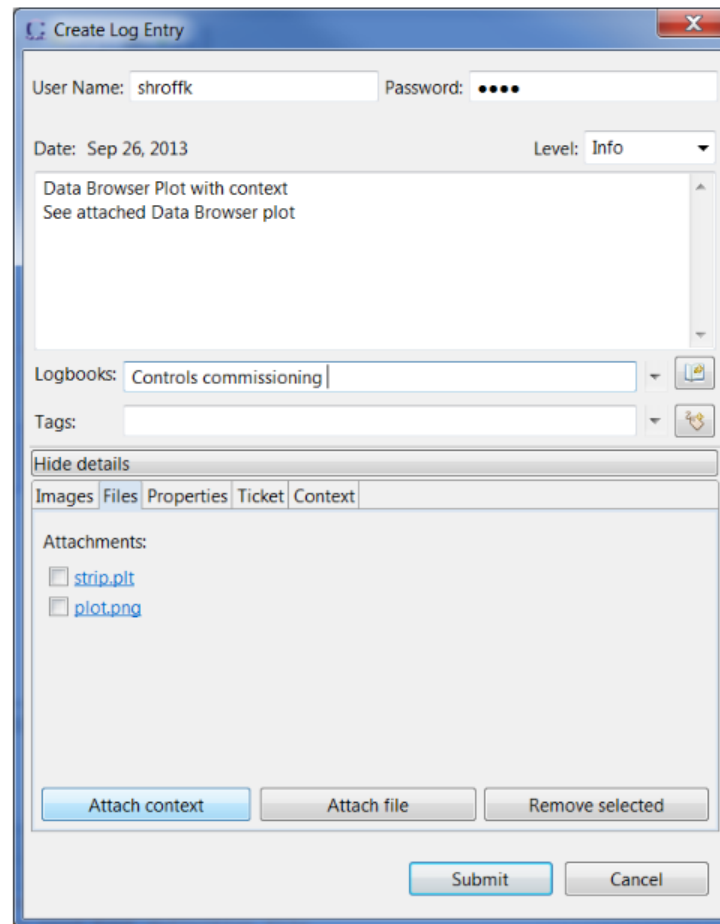 Create Log Entry
User Name: shroffk Password: ●●●●
Date: Sep 26, 2013 Level: Info
Data Browser Plot with context
See attached Data Browser plot
Logbooks: Controls commissioning
Tags:
Hide details
Images Files Properties Ticket Context
Attachments:
strip.plt
plot.png
Attach context Attach file Remove selected
Submit Cancel